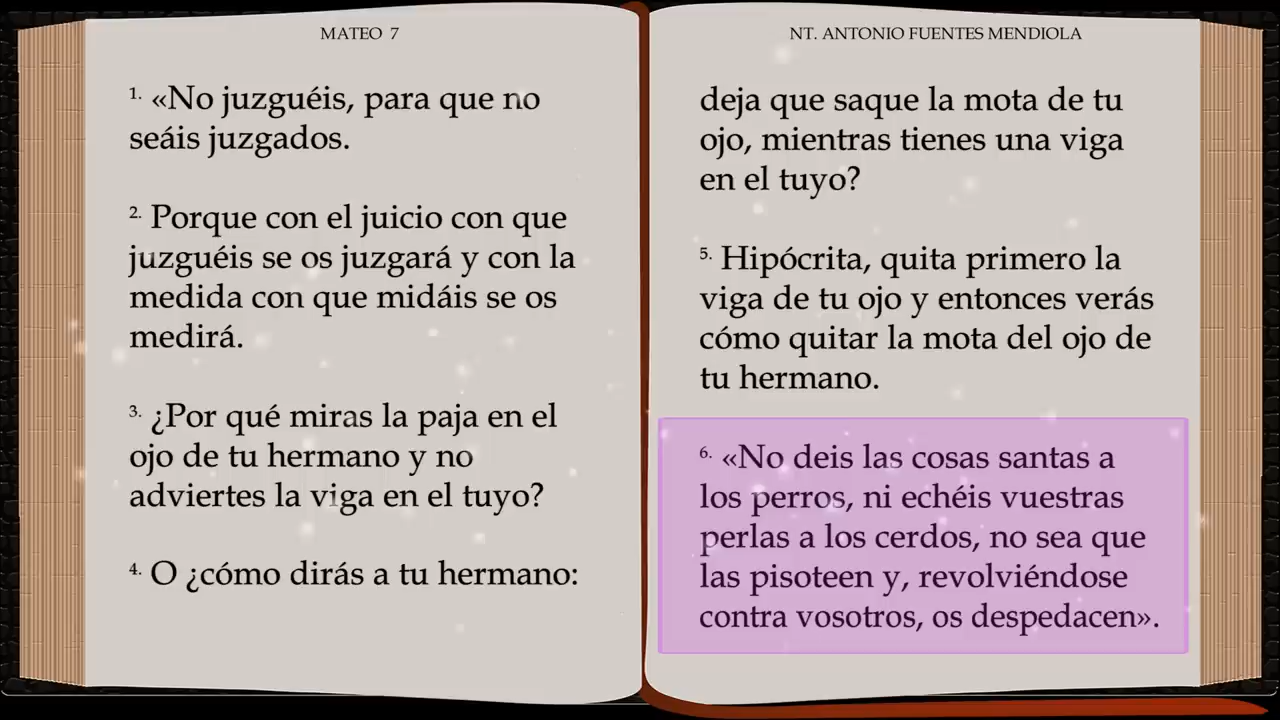 MATEO 7
1. «No juzguéis, para que no
seáis juzgados.
2. Porque con el juicio con que
juzguéis se os juzgará y con la
medida con que midáis se os
medirá.
3. ¿Por qué miras la paja en el
ojo de tu hermano y no
adviertes la viga en el tuyo?
4. O ¿cómo dirás a tu hermano:
NT. ANTONIO FUENTES MENDIOLA
deja que saque la mota de tu
ojo, mientras tienes una viga
en el tuyo?
5. Hipócrita, quita primero la
viga de tu ojo y entonces verás
cómo quitar la mota del ojo de
tu hermano.
6. «No deis las cosas santas a
los perros, ni echéis vuestras
perlas a los cerdos, no sea que
las pisoteen y, revolviéndose
contra vosotros, os despedacen».